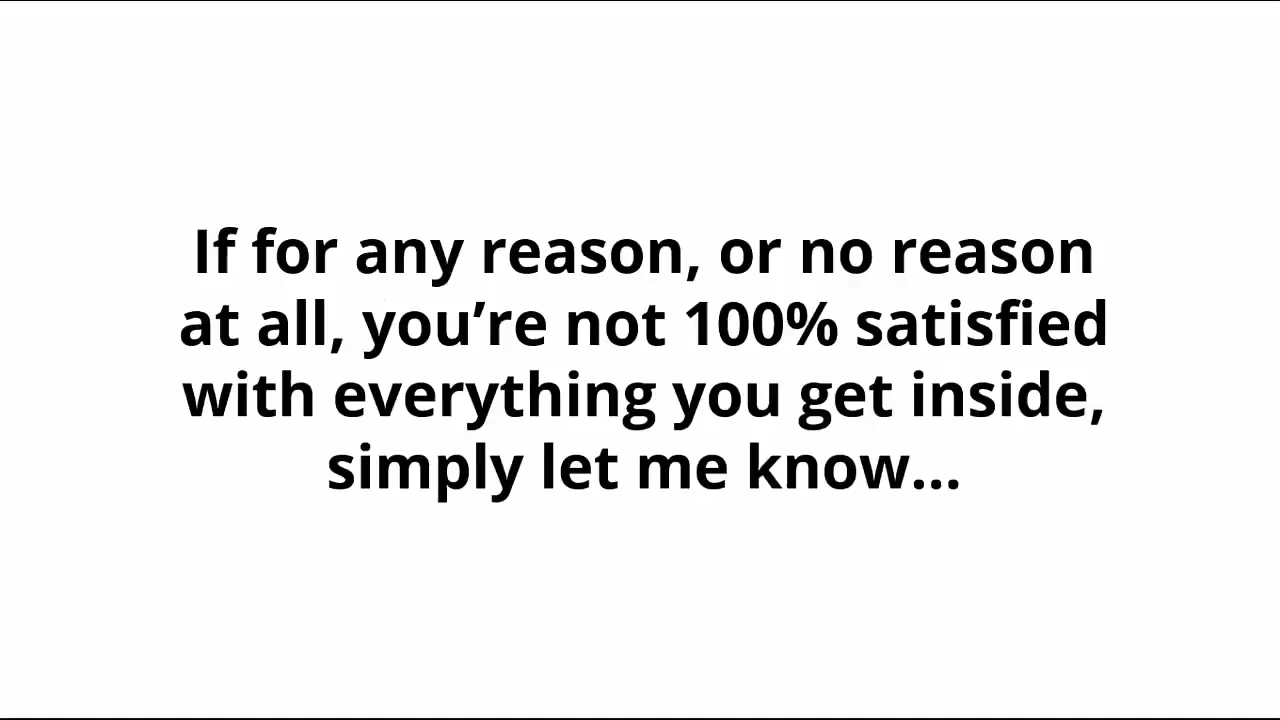 If for any reason, or no reason
at all, you’re not 100% satisfied
with everything you get inside,
simply let me know...